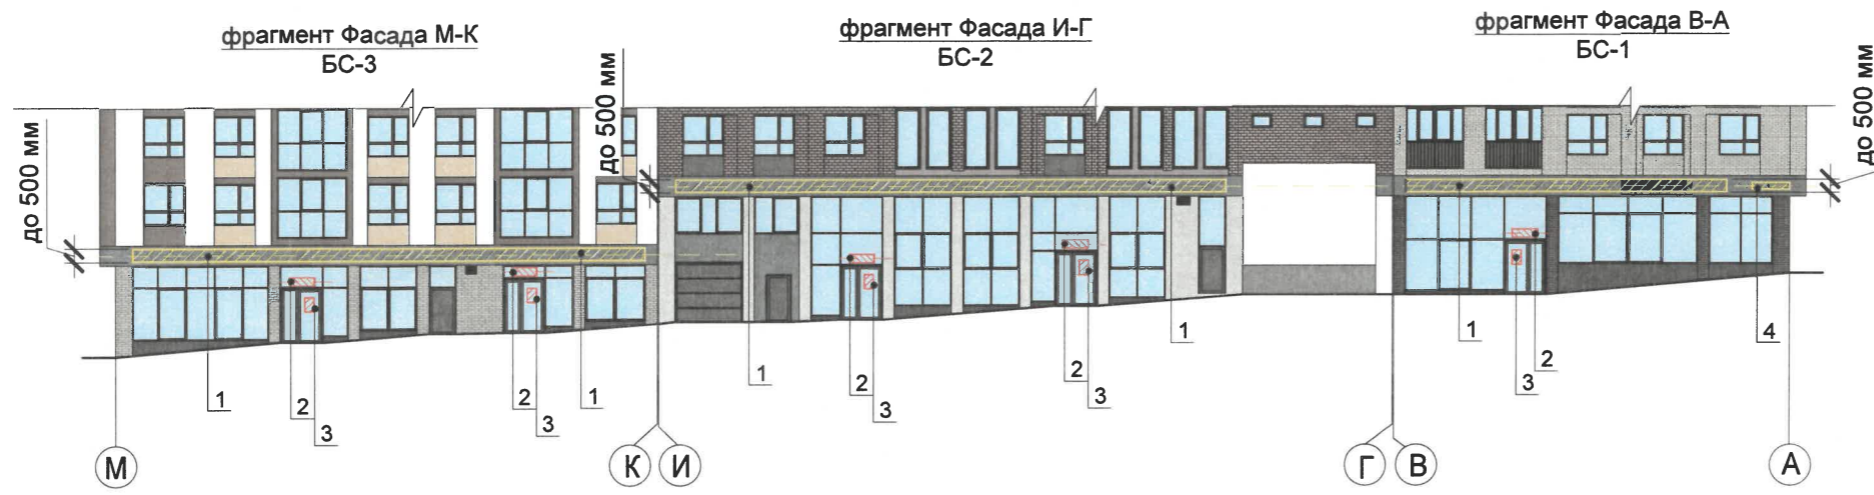 фрагмент Фасада М-К
БС-3
фрагмент Фасада И-Г
БС-2
фрагмент Фасада В-А
БС-1
до 500 мм
до 500 мм
до 500 мм
1
2
3
2
3
1
1
2
3
2
3
1
1
3
2
4
М
К
И
Г
В
А